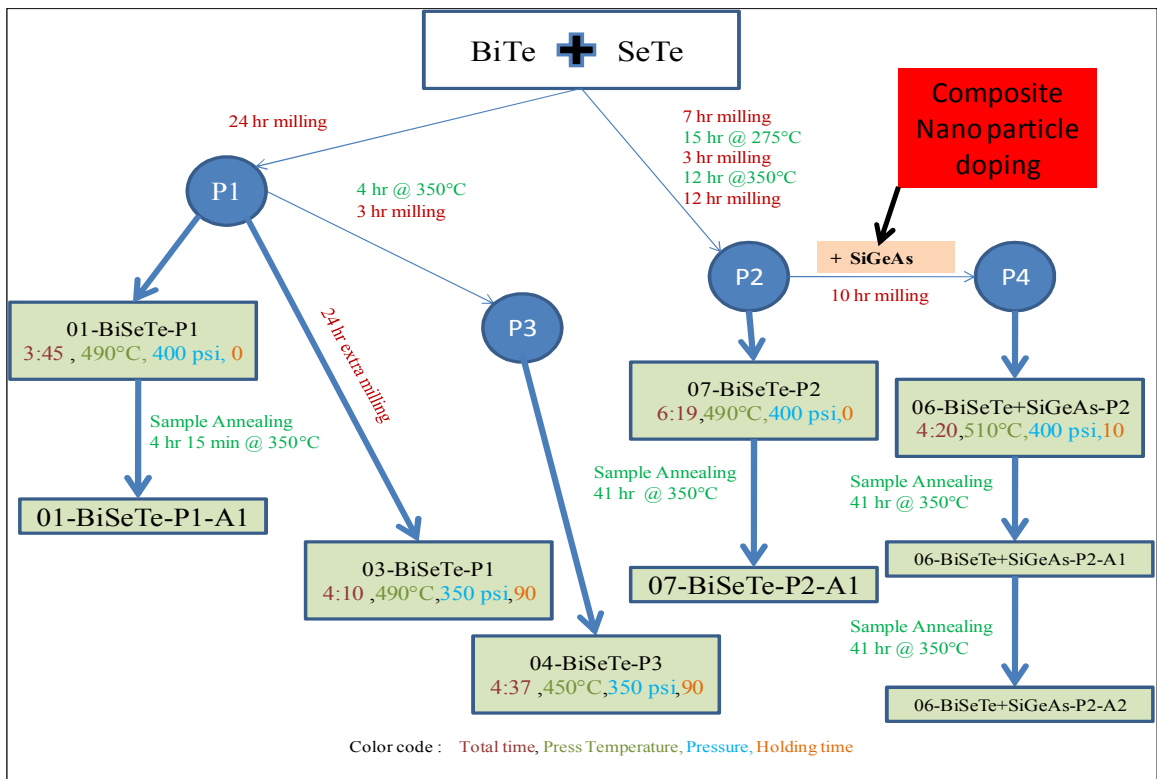 BiTe + SeTe
Composite
Nano particle
doping
24 hr milling
7 hr milling
15 hr @ 275°C
3 hr milling
12 hr @350°C
12 hr milling
P1
4 hr @ 350°C
3 hr milling
P2
+ SiGeAs
10 hr milling
P4
P3
24 hr extra milling
01-BiSeTe-P1
3:45 , 490°C, 400 psi, 0
Sample Annealing
4 hr 15 min @ 350°C
01-BiSeTe-P1-A1
03-BiSeTe-P1
4:10 ,490°C,350 psi,90
04-BiSeTe-P3
4:37 ,450°C,350 psi,90
07-BiSeTe-P2
6:19,490°C,400 psi,0
Sample Annealing
41 hr @ 350°C
07-BiSeTe-P2-A1
06-BiSeTe+SiGeAs-P2
4:20,510°C,400 psi,10
Sample Annealing
41 hr @ 350°C
06-BiSeTe+SiGeAs-P2-A1
Sample Annealing
41 hr @ 350°C
06-BiSeTe+SiGeAs-P2-A2
Color code : Total time, Press Temperature, Pressure, Holding time